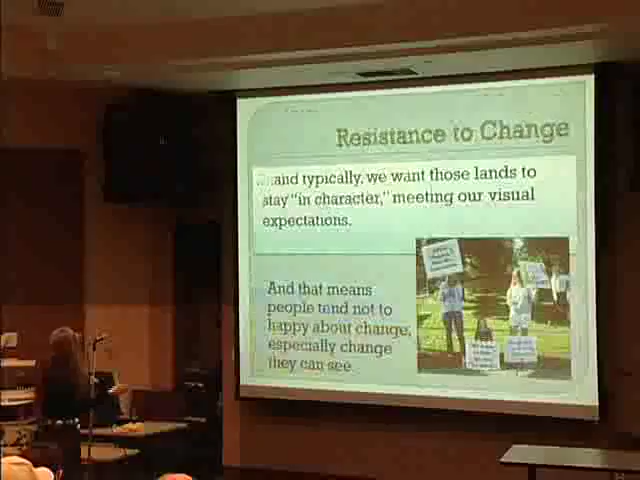 Resistance to Change
...and typically, we want those lands to
stay "in character," meeting our visual
expectations.
And that means
people tend not to
happy about change,
especially change
they can see.